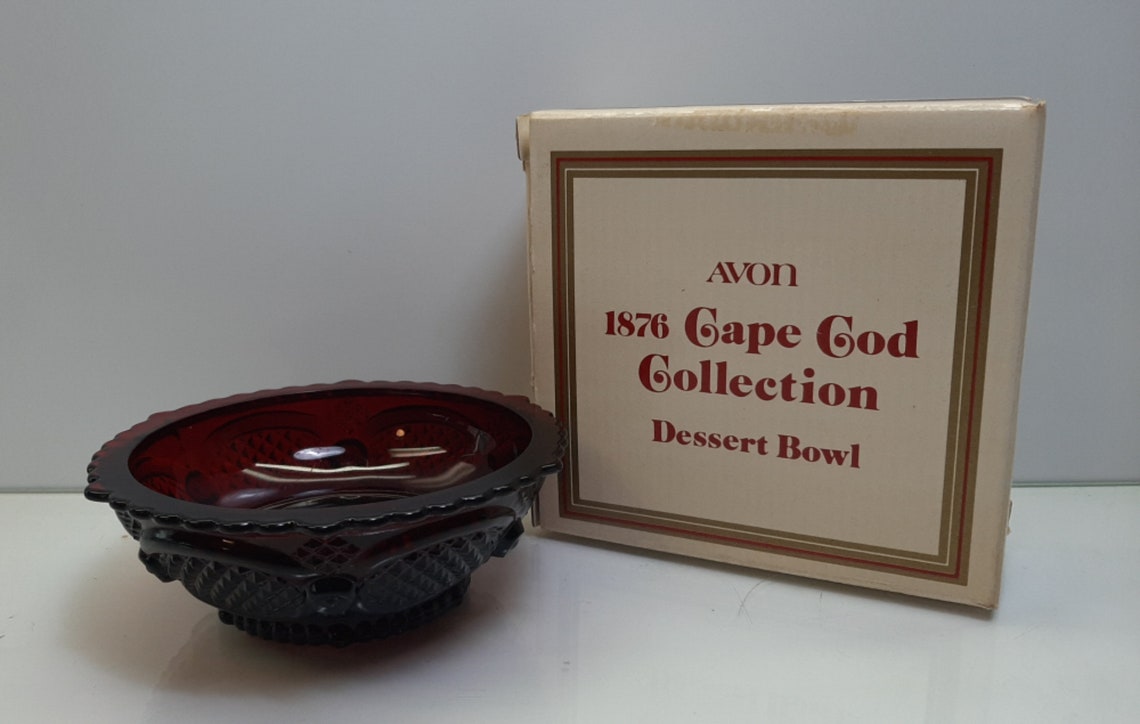 AVON
1876 Cape Cod
Collection
Dessert Bowl